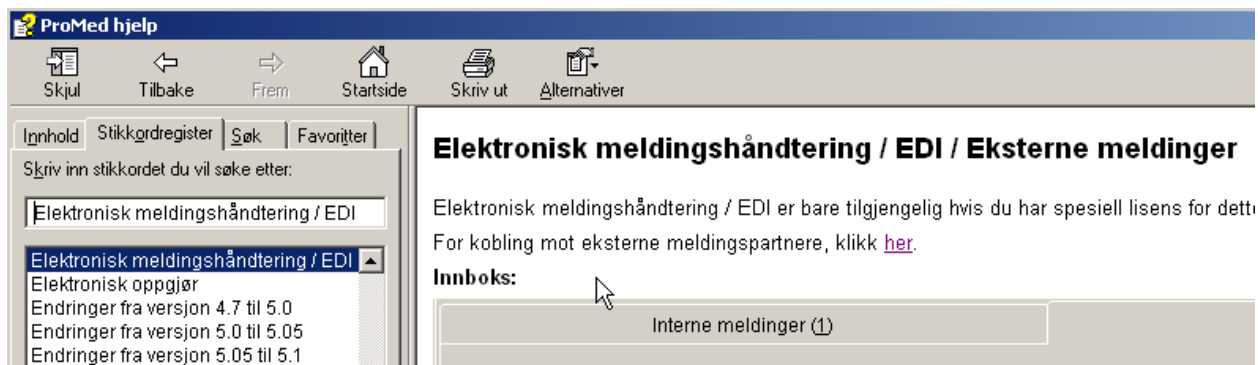 ProMed hjelp
Skjul Tilbake Frem Startside Skriv ut Alternativer
Innhold Stikkordregister Søk Favoritter
Skriv inn stikkordet du vil søke etter:
Elektronisk meldingshåndtering / EDI
Elektronisk meldingshåndtering / EDI
Elektronisk oppgjør
Endringer fra versjon 4.7 til 5.0
Endringer fra versjon 5.0 til 5.05
Endringer fra versjon 5.05 til 5.1
Elektronisk meldingshåndtering / EDI / Eksterne meldinger
Elektronisk meldingshåndtering / EDI er bare tilgjengelig hvis du har spesiell lisens for
For kobling mot eksterne meldingspartnere, klikk her.
Innboks:
Interne meldinger (1)